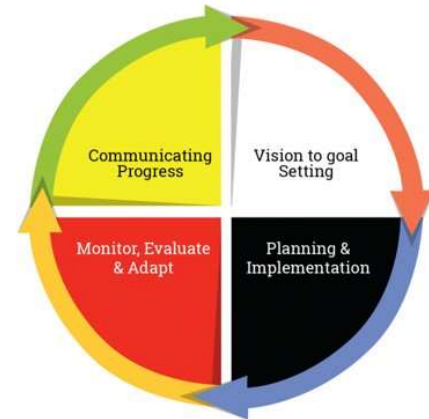 Communicating
Progress
Vision to goal
Setting
Monitor, Evaluate
& Adapt
Planning &
Implementation